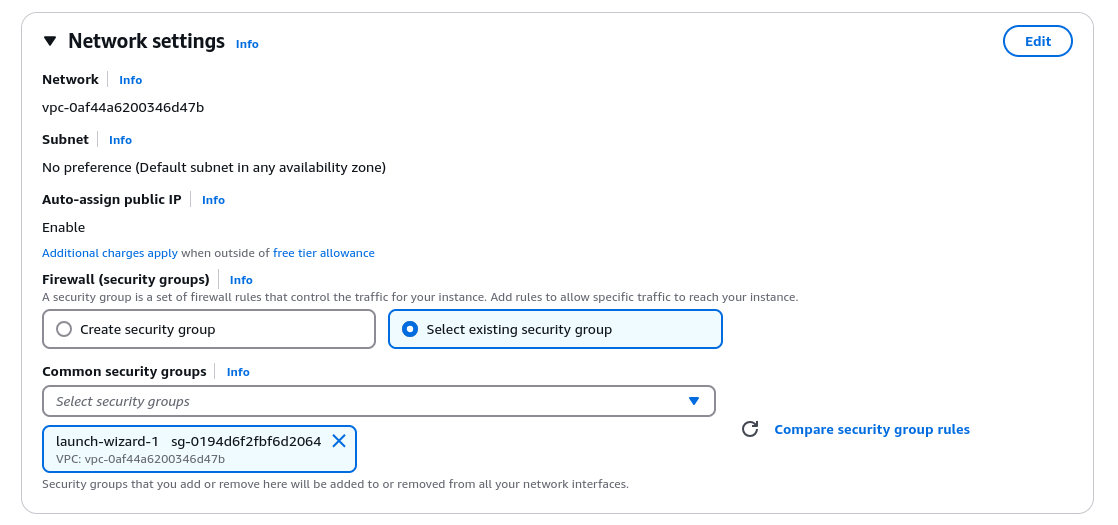 Network settings Info Edit
Network Info
vpc-0af44a6200346d47b
Subnet Info
No preference (Default subnet in any availability zone)
Auto-assign public IP Info
Enable
Additional charges apply when outside of free tier allowance
Firewall (security groups) Info
A security group is a set of firewall rules that control the traffic for your instance. Add rules to allow specific traffic to reach your instance.
Create security group Select existing security group
Common security groups Info
Select security groups
launch-wizard-1 sg-0194d6f2fbf6d2064
VPC: vpc-0af44a6200346d47b
Compare security group rules
Security groups that you add or remove here will be added to or removed from all your network interfaces.